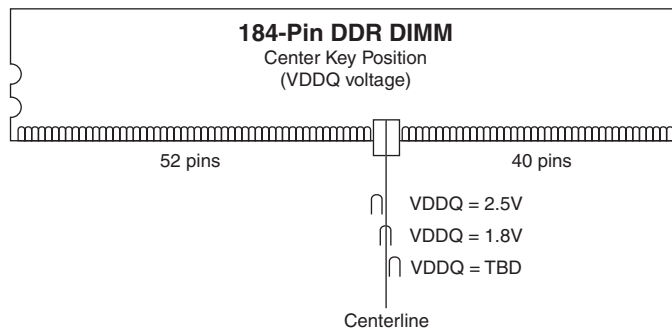 184-Pin DDR DIMM
Center Key Position
(VDDQ voltage)
52 pins
40 pins
VDDQ = 2.5V
VDDQ = 1.8V
VDDQ = TBD
Centerline